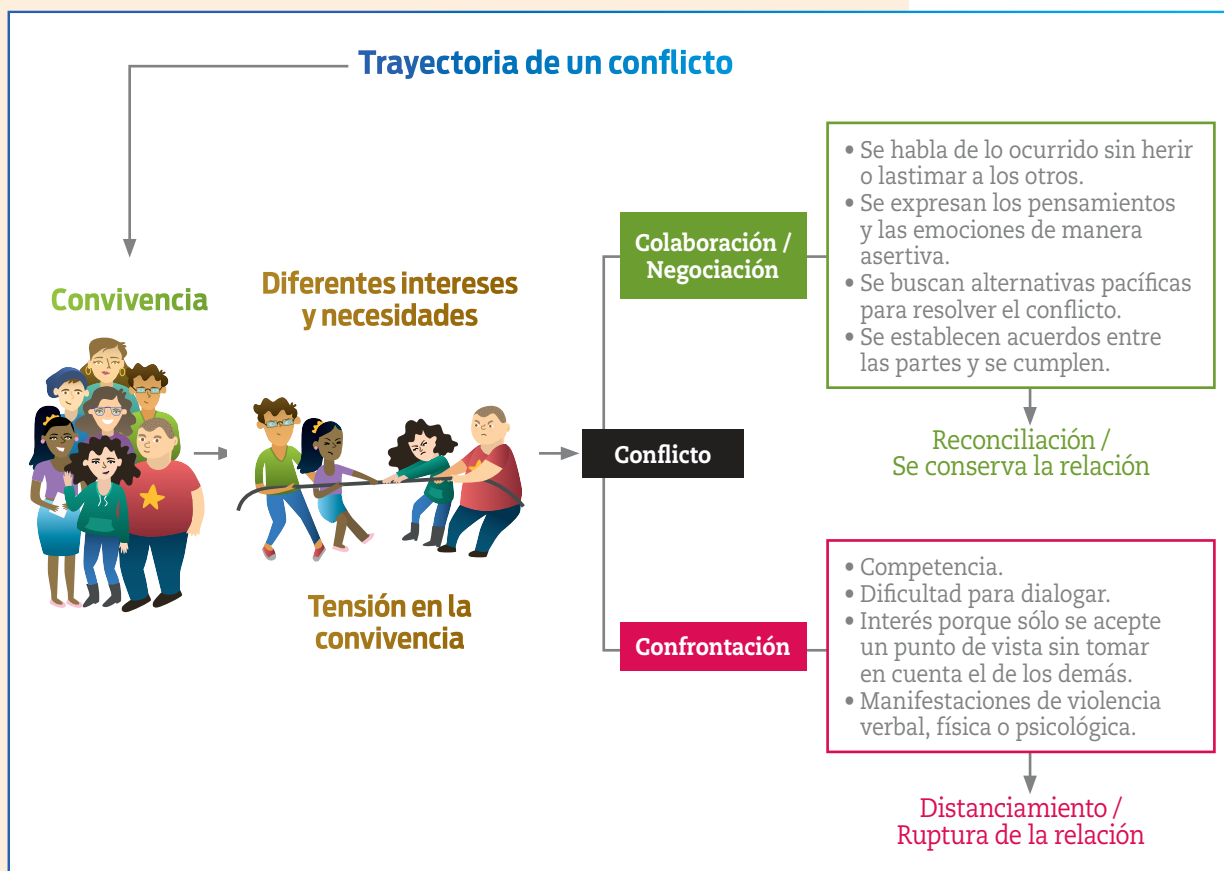 Trayectoria de un conflicto
Convivencia
Diferentes intereses
y necesidades
Tensión en la
convivencia
Conflicto
Colaboración /
Negociación
• Se habla de lo ocurrido sin herir
o lastimar a los otros.
• Se expresan los pensamientos
y las emociones de manera
asertiva.
• Se buscan alternativas pacíficas
para resolver el conflicto.
• Se establecen acuerdos entre
las partes y se cumplen.
Reconciliación /
Se conserva la relación
Confrontación
• Competencia.
• Dificultad para dialogar.
• Interés porque sólo se acepte
un punto de vista sin tomar
en cuenta el de los demás.
• Manifestaciones de violencia
verbal, física o psicológica.
Distanciamiento /
Ruptura de la relación